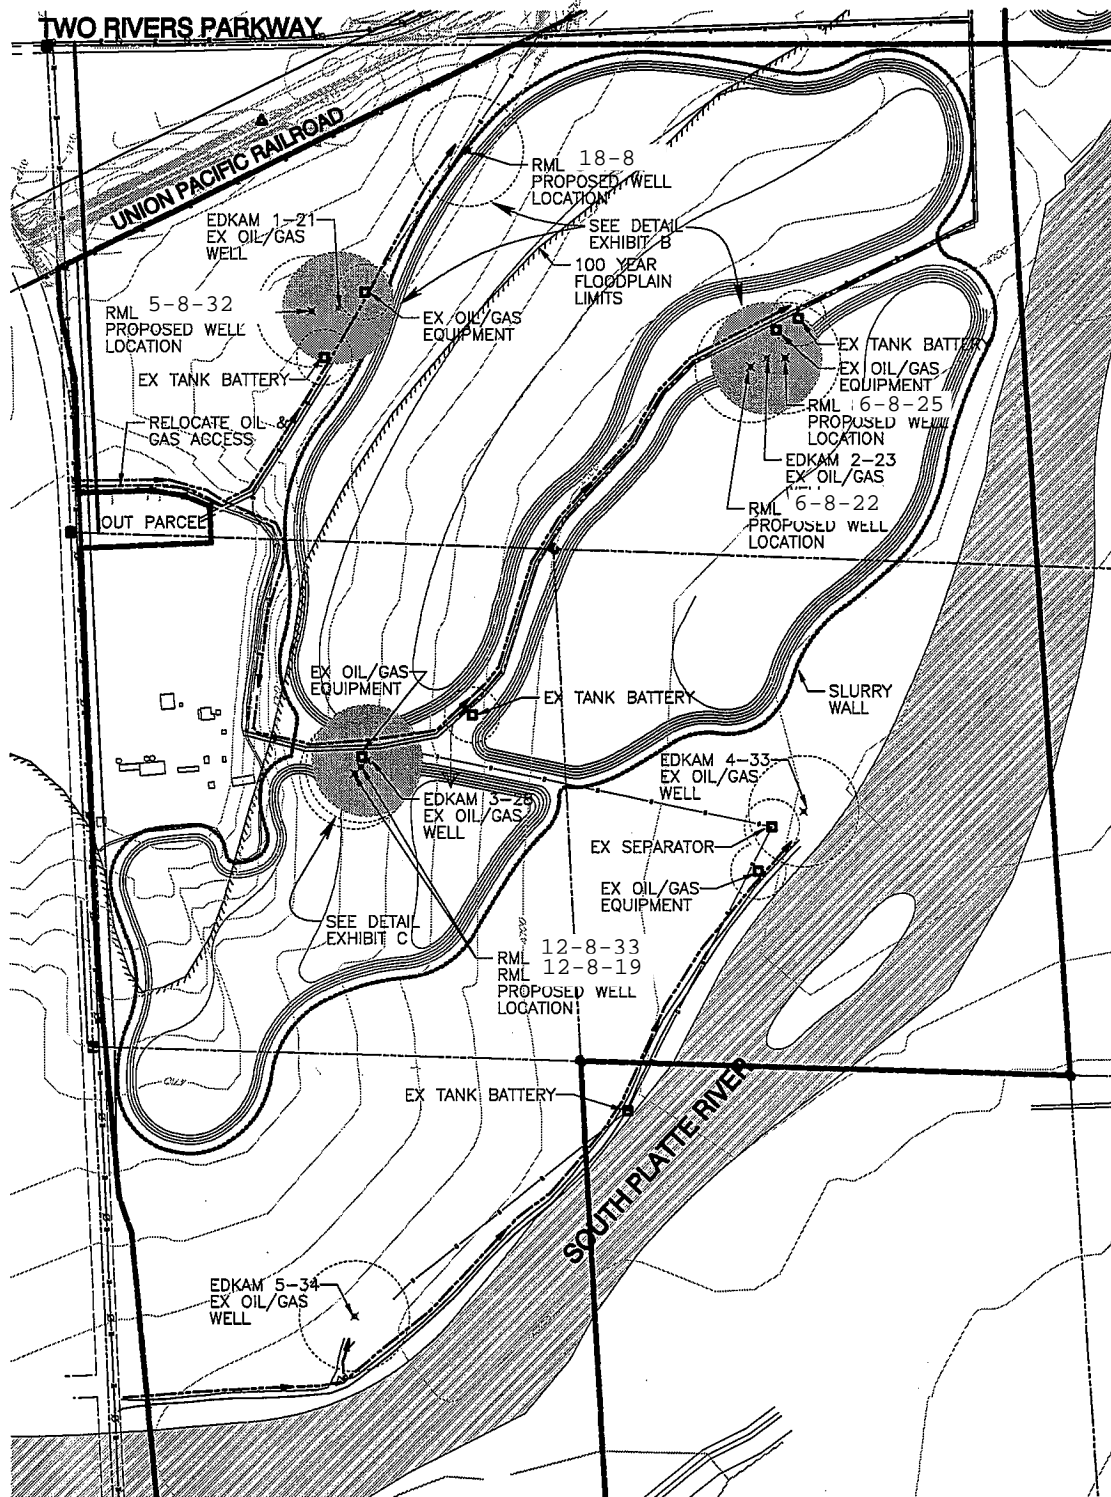 TWO RIVERS PARKWAY
UNION PACIFIC RAILROAD
RML 18-8
PROPOSED WELL
LOCATION
EDKAM 1-21
EX OIL/GAS
WELL
SEE DETAIL
EXHIBIT B
100 YEAR
FLOODPLAIN
LIMITS
RML 5-8-32
PROPOSED WELL
LOCATION
EX OIL/GAS
EQUIPMENT
EX TANK BATTERY
EX TANK BATTERY
EX OIL/GAS
EQUIPMENT
RML 6-8-25
PROPOSED WELL
LOCATION
RELOCATE OIL &
GAS ACCESS
EDKAM 2-23
EX OIL/GAS
WELL
RML 6-8-22
PROPOSED WELL
LOCATION
OUT PARCEL
EX OIL/GAS
EQUIPMENT
EX TANK BATTERY
SLURRY
WALL
EDKAM 4-33
EX OIL/GAS
WELL
EDKAM 3-28
EX OIL/GAS
WELL
EX SEPARATOR
EX OIL/GAS
EQUIPMENT
SEE DETAIL
EXHIBIT C
RML 12-8-33
RML 12-8-19
PROPOSED WELL
LOCATION
EX TANK BATTERY
SOUTH PLATTE RIVER
EDKAM 5-34
EX OIL/GAS
WELL